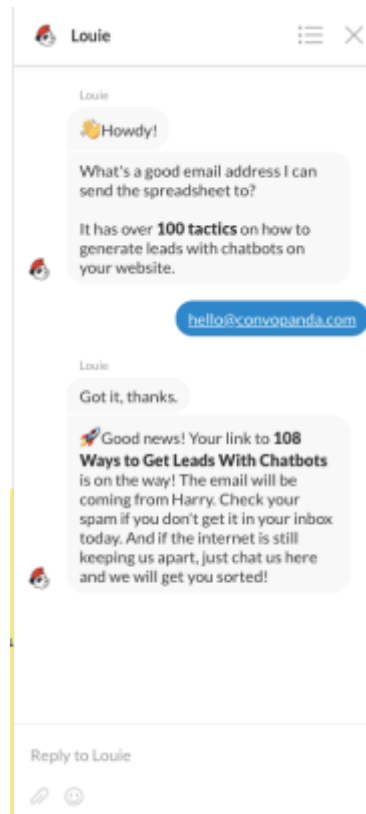 Louie
Louie
👋Howdy!
What's a good email address I can
send the spreadsheet to?
It has over 100 tactics on how to
generate leads with chatbots on
your website.
hello@convopanda.com
Louie
Got it, thanks.
🚀Good news! Your link to 108
Ways to Get Leads With Chatbots
is on the way! The email will be
coming from Harry. Check your
spam if you don't get it in your inbox
today. And if the internet is still
keeping us apart, just chat us here
and we will get you sorted!
Reply to Louie